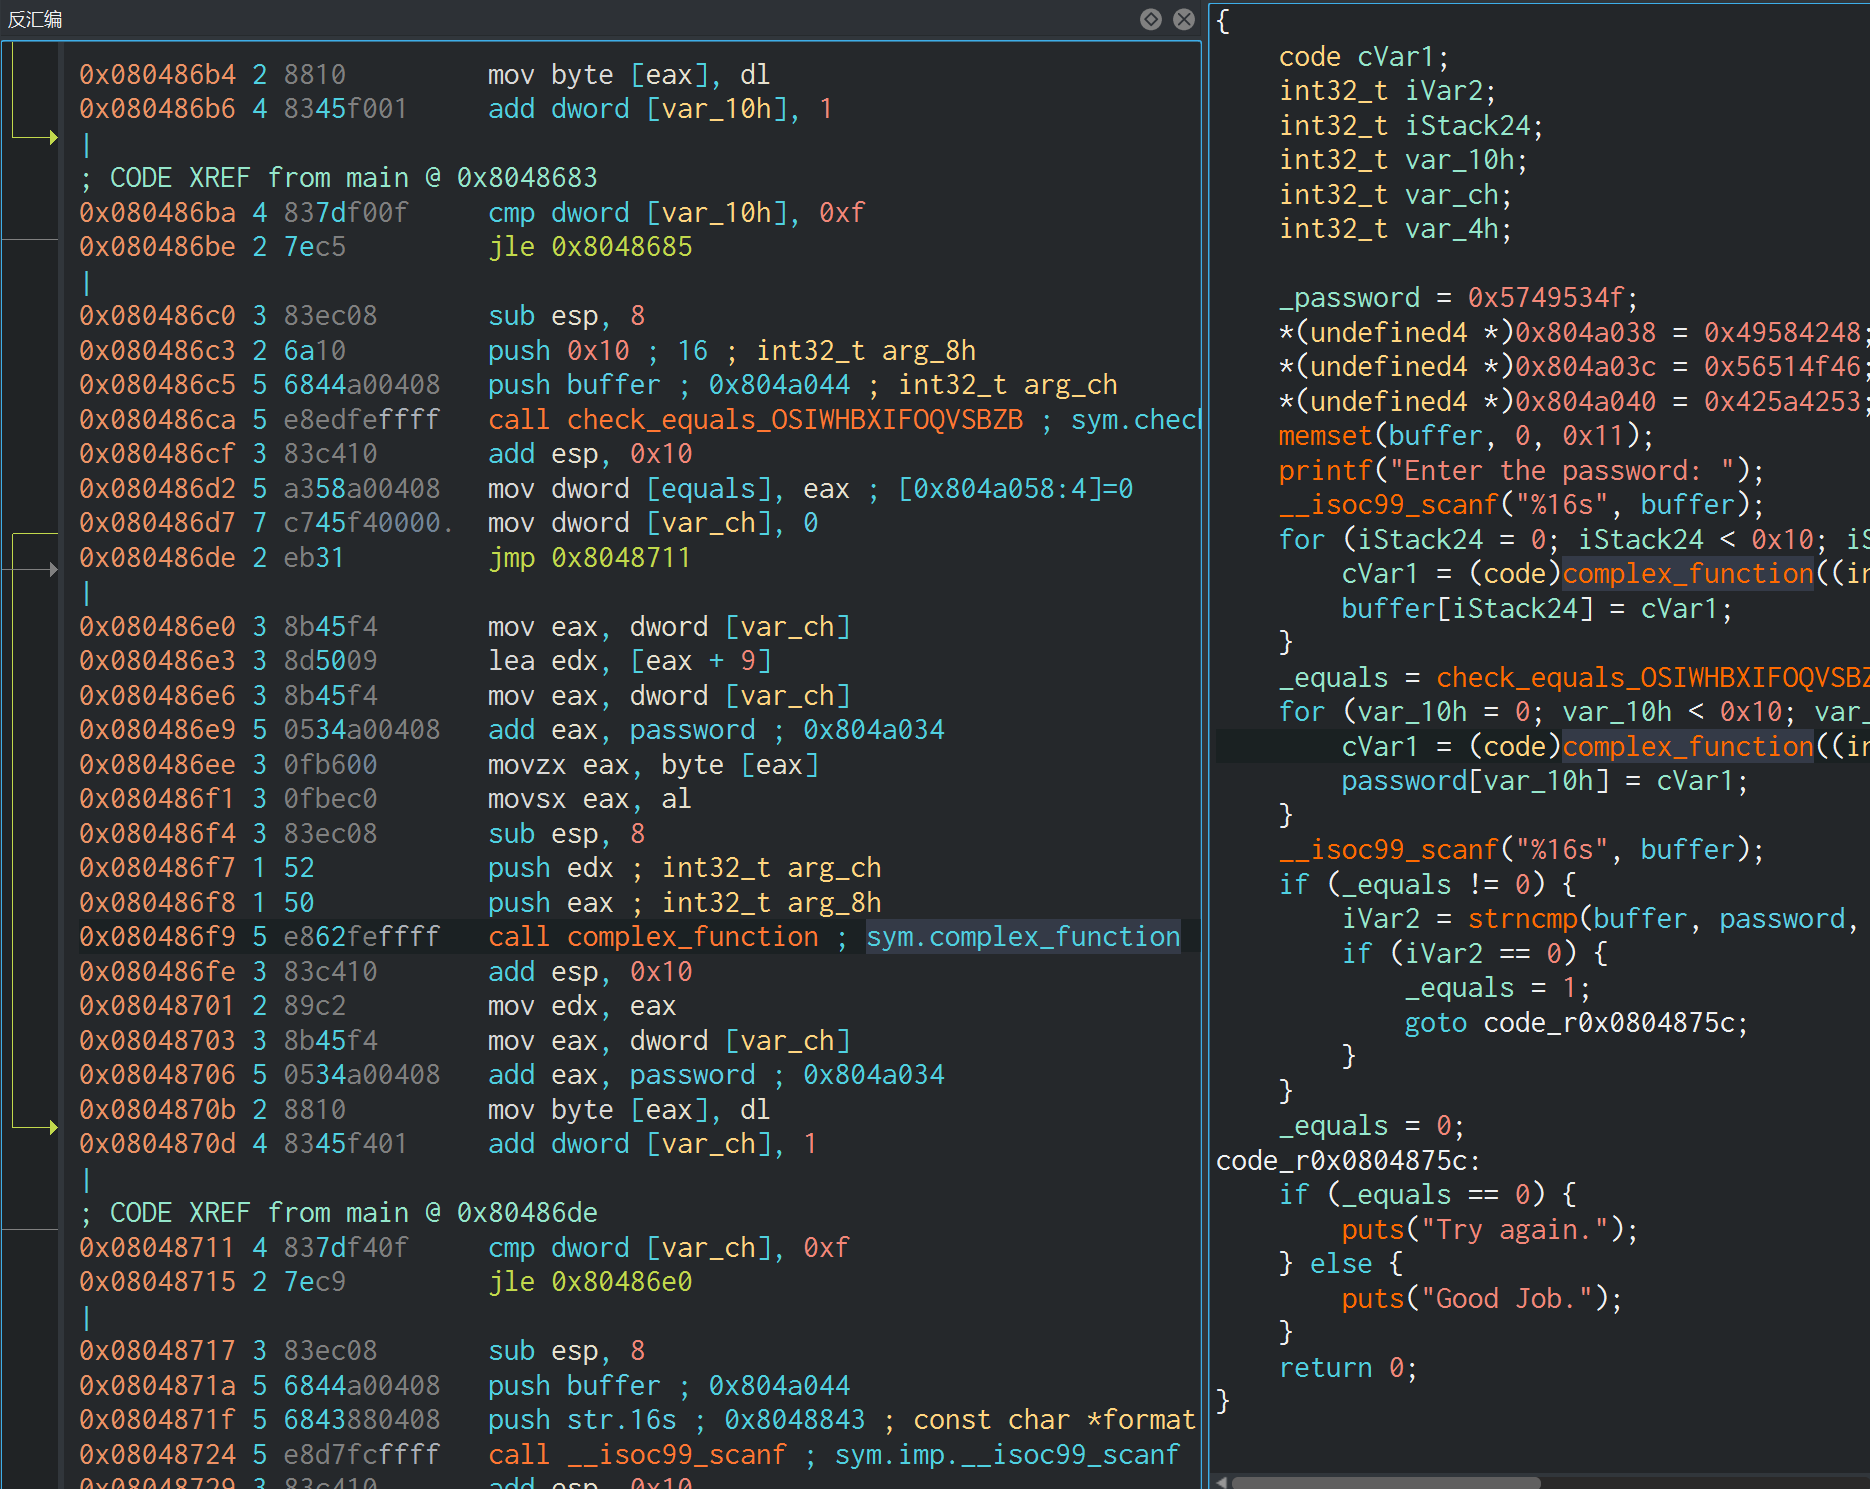 反汇编
0x080486b4 2 8810 mov byte [eax], dl
0x080486b6 4 8345f001 add dword [var_10h], 1
|
; CODE XREF from main @ 0x8048683
0x080486ba 4 837df00f cmp dword [var_10h], 0xf
0x080486be 2 7ec5 jle 0x8048685
|
0x080486c0 3 83ec08 sub esp, 8
0x080486c3 2 6a10 push 0x10 ; 16 ; int32_t arg_8h
0x080486c5 5 6844a00408 push buffer ; 0x804a044 ; int32_t arg_ch
0x080486ca 5 e8edfeffff call check_equals_OSIWHBXIFOQVSBZB ; sym.chec
0x080486cf 3 83c410 add esp, 0x10
0x080486d2 5 a358a00408 mov dword [equals], eax ; [0x804a058:4]=0
0x080486d7 7 c745f40000. mov dword [var_ch], 0
0x080486de 2 eb31 jmp 0x8048711
|
0x080486e0 3 8b45f4 mov eax, dword [var_ch]
0x080486e3 3 8d5009 lea edx, [eax + 9]
0x080486e6 3 8b45f4 mov eax, dword [var_ch]
0x080486e9 5 0534a00408 add eax, password ; 0x804a034
0x080486ee 3 0fb600 movzx eax, byte [eax]
0x080486f1 3 0fbec0 movsx eax, al
0x080486f4 3 83ec08 sub esp, 8
0x080486f7 1 52 push edx ; int32_t arg_ch
0x080486f8 1 50 push eax ; int32_t arg_8h
0x080486f9 5 e862feffff call complex_function ; sym.complex_function
0x080486fe 3 83c410 add esp, 0x10
0x08048701 2 89c2 mov edx, eax
0x08048703 3 8b45f4 mov eax, dword [var_ch]
0x08048706 5 0534a00408 add eax, password ; 0x804a034
0x0804870b 2 8810 mov byte [eax], dl
0x0804870d 4 8345f401 add dword [var_ch], 1
|
; CODE XREF from main @ 0x80486de
0x08048711 4 837df40f cmp dword [var_ch], 0xf
0x08048715 2 7ec9 jle 0x80486e0
|
0x08048717 3 83ec08 sub esp, 8
0x0804871a 5 6844a00408 push buffer ; 0x804a044
0x0804871f 5 6843880408 push str.16s ; 0x8048843 ; const char *format
0x08048724 5 e8d7fcffff call __isoc99_scanf ; sym.imp.__isoc99_scanf
0x08048729 3 83c410 add esp, 0x10
{
code cVar1;
int32_t iVar2;
int32_t iStack24;
int32_t var_10h;
int32_t var_ch;
int32_t var_4h;
_password = 0x5749534f;
*(undefined4 *)0x804a038 = 0x49584248;
*(undefined4 *)0x804a03c = 0x56514f46;
*(undefined4 *)0x804a040 = 0x425a4253;
memset(buffer, 0, 0x11);
printf("Enter the password: ");
__isoc99_scanf("%16s", buffer);
for (iStack24 = 0; iStack24 < 0x10; iS
cVar1 = (code)complex_function((in
buffer[iStack24] = cVar1;
}
_equals = check_equals_OSIWHBXIFOQVSBZ
for (var_10h = 0; var_10h < 0x10; var_
cVar1 = (code)complex_function((in
password[var_10h] = cVar1;
}
__isoc99_scanf("%16s", buffer);
if (_equals != 0) {
iVar2 = strncmp(buffer, password,
if (iVar2 == 0) {
_equals = 1;
goto code_r0x0804875c;
}
}
_equals = 0;
code_r0x0804875c:
if (_equals == 0) {
puts("Try again.");
} else {
puts("Good Job.");
}
return 0;
}